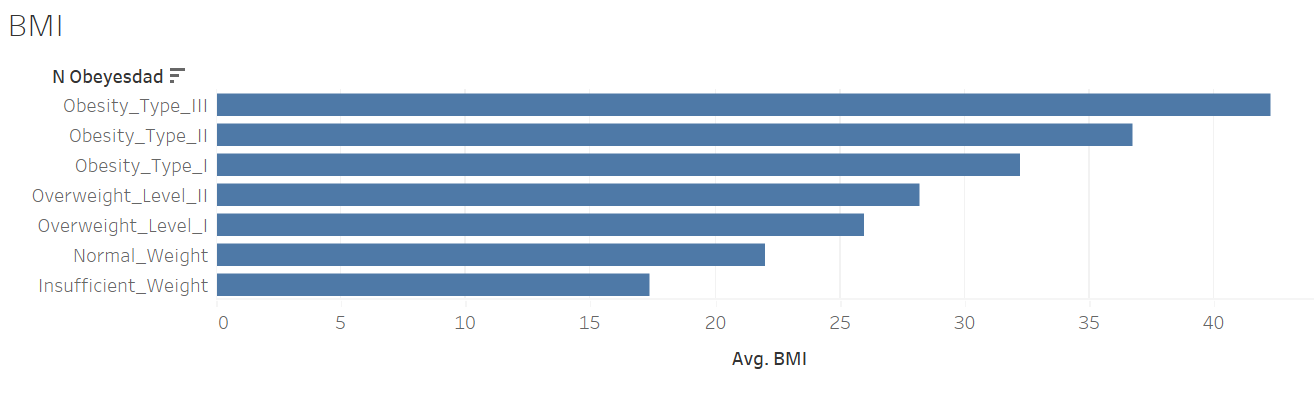 BMI
N Obeyesdad
Obesity_Type_III
Obesity_Type_II
Obesity_Type_I
Overweight_Level_II
Overweight_Level_I
Normal_Weight
Insufficient_Weight
0 5 10 15 20 25 30 35 40
Avg. BMI